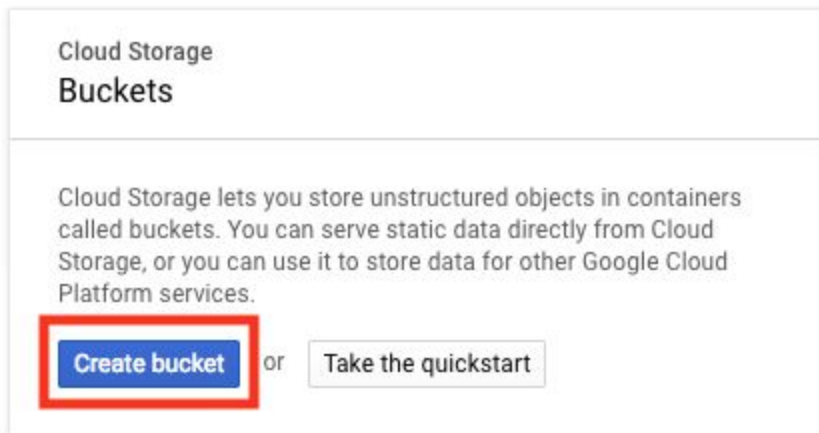 Cloud Storage
Buckets
Cloud Storage lets you store unstructured objects in containers
called buckets. You can serve static data directly from Cloud
Storage, or you can use it to store data for other Google Cloud
Platform services.
Create bucket or Take the quickstart